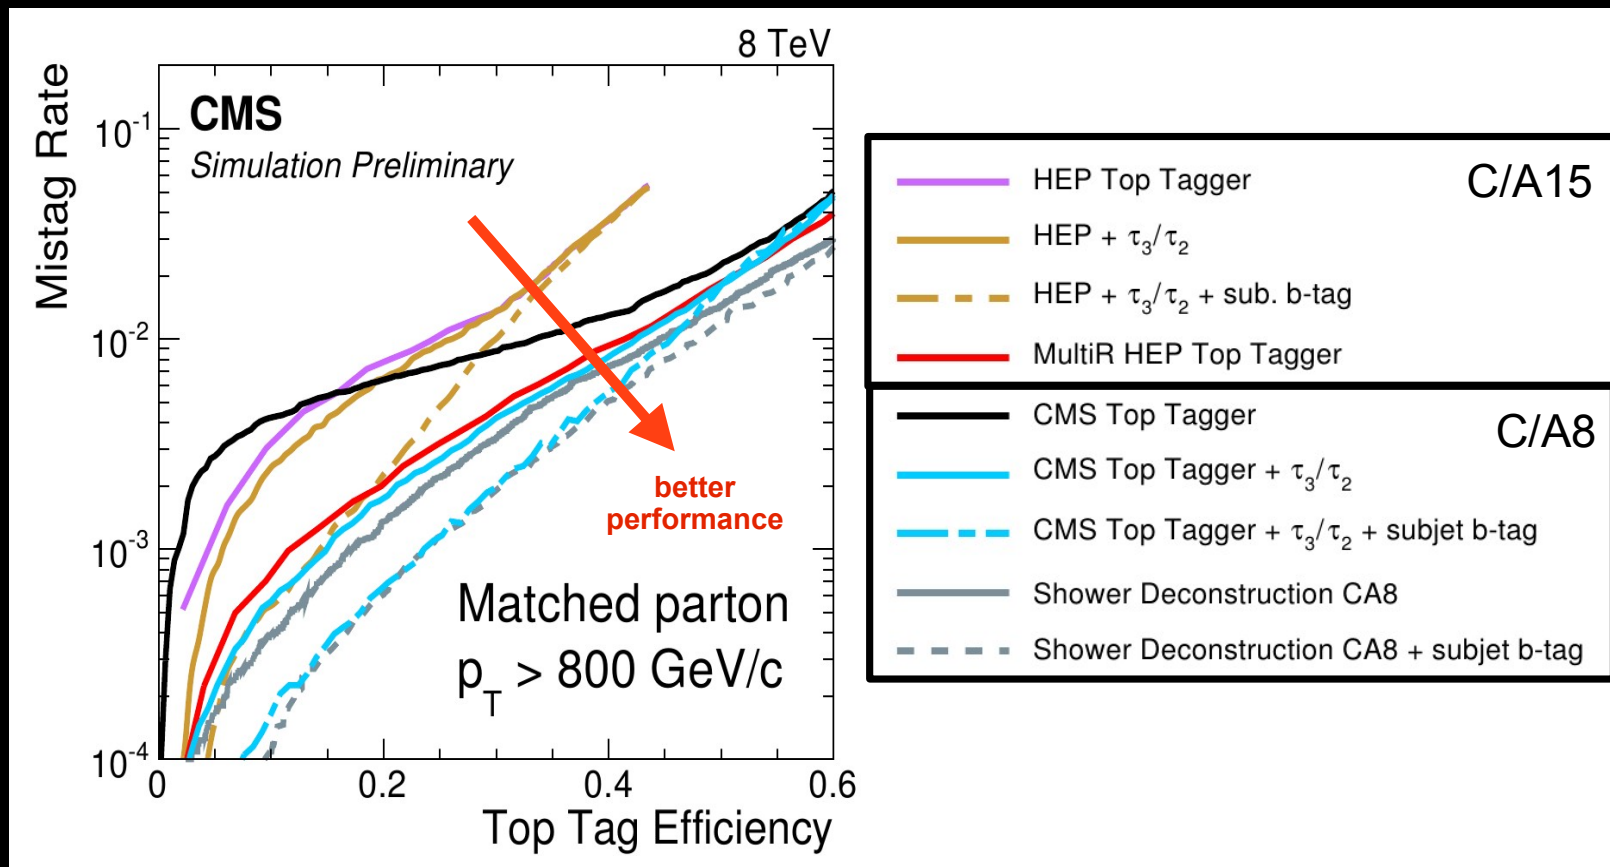 8 TeV
Mistag Rate
CMS
Simulation Preliminary
10⁻¹
10⁻²
10⁻³
10⁻⁴
better
performance
Matched parton
p_T > 800 GeV/c
0 0.2 0.4 0.6
Top Tag Efficiency
C/A15
HEP Top Tagger
HEP + τ₃/τ₂
HEP + τ₃/τ₂ + sub. b-tag
MultiR HEP Top Tagger
C/A8
CMS Top Tagger
CMS Top Tagger + τ₃/τ₂
CMS Top Tagger + τ₃/τ₂ + subjet b-tag
Shower Deconstruction CA8
Shower Deconstruction CA8 + subjet b-tag